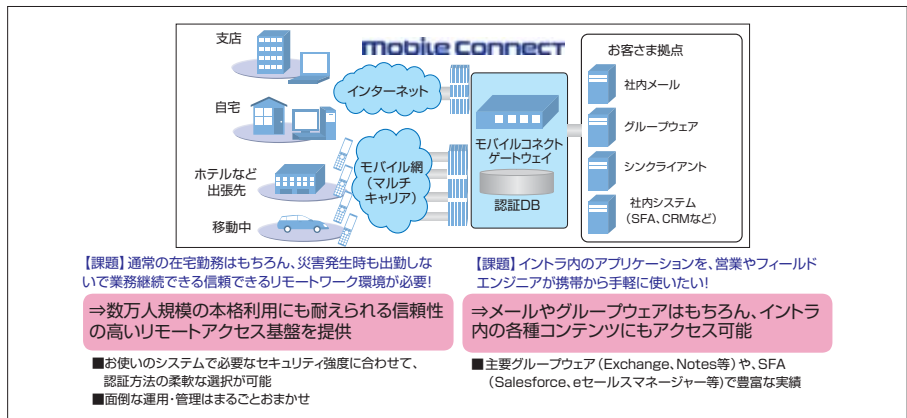 支店
mobile connect
お客さま拠点
インターネット
社内メール
自宅
グループウェア
モバイルコネクト
ゲートウェイ
モバイル網
(マルチ
キャリア)
シンクライアント
ホテルなど
出張先
認証DB
社内システム
(SFA、CRMなど)
移動中
【課題】通常の在宅勤務はもちろん、災害発生時も出勤しな
いで業務継続できる信頼できるリモートワーク環境が必要!
⇒数万人規模の本格利用にも耐えられる信頼性
の高いリモートアクセス基盤を提供
■お使いのシステムで必要なセキュリティ強度に合わせて、
認証方法の柔軟な選択が可能
■面倒な運用・管理はまるごとおまかせ
【課題】イントラ内のアプリケーションを、営業やフィールド
エンジニアが携帯から手軽に使いたい!
⇒メールやグループウェアはもちろん、イントラ
内の各種コンテンツにもアクセス可能
■主要グループウェア(Exchange、Notes等)や、SFA
(Salesforce、eセールスマネージャー等)で豊富な実績